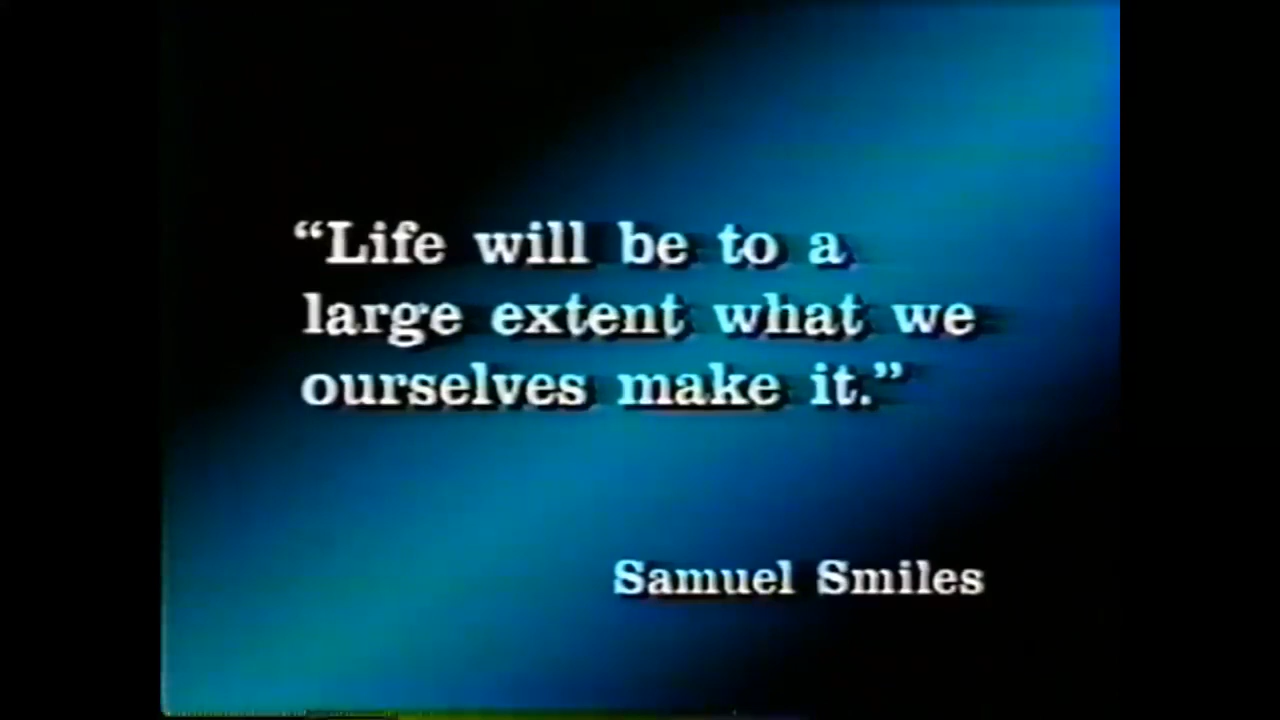 “Life will be to a
large extent what we
ourselves make it.”
Samuel Smiles